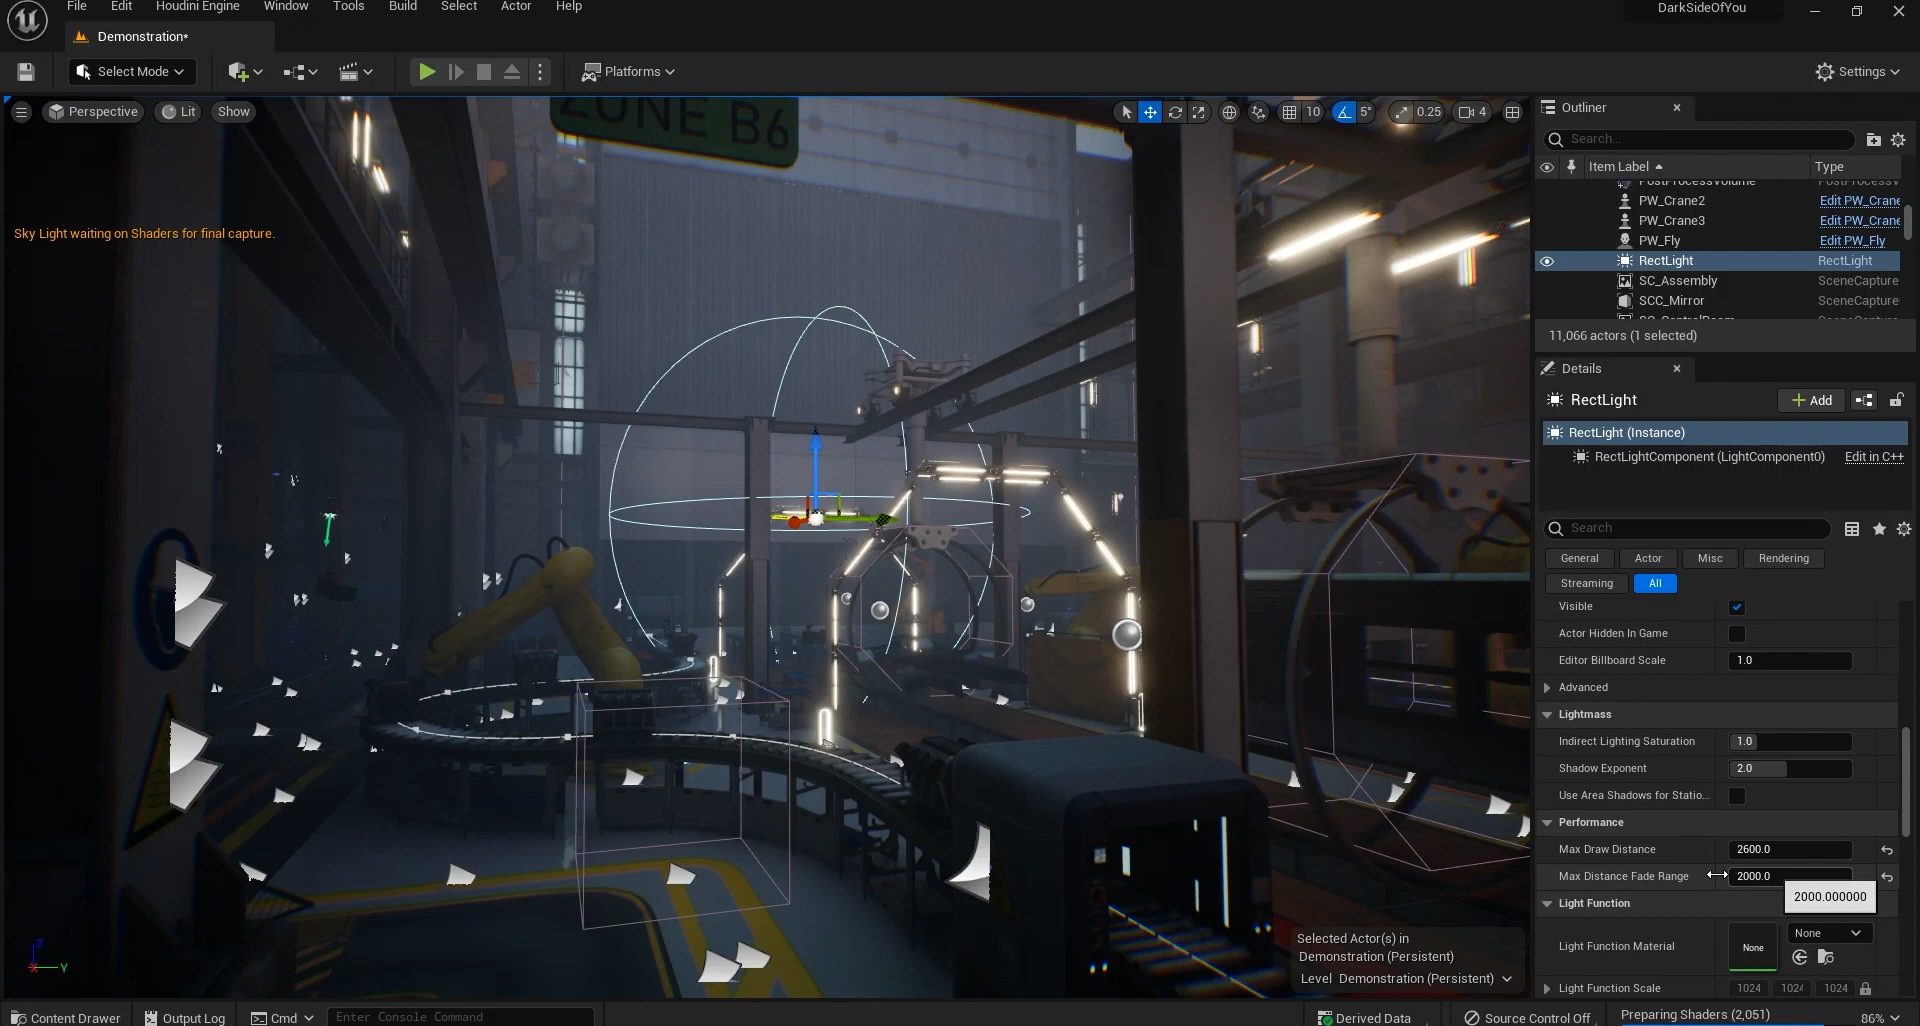 File Edit Houdini Engine Window Tools Build Select Actor Help
DarkSideOfYou
Demonstration*
Select Mode
Platforms
Settings
Perspective
Lit
Show
10
5°
0.25
4
ZONE B6
Sky Light waiting on Shaders for final capture.
Outliner
Search...
Item Label
Type
PostProcessVolume PostProcessV
PW_Crane2 Edit PW_Crane
PW_Crane3 Edit PW_Crane
PW_Fly Edit PW_Fly
RectLight RectLight
SC_Assembly SceneCapture
SCC_Mirror SceneCapture
SC_ControlRoom SceneCapture
11,066 actors (1 selected)
Details
RectLight
Add
RectLight (Instance)
RectLightComponent (LightComponent0) Edit in C++
Search
General Actor Misc Rendering
Streaming All
Visible
Actor Hidden In Game
Editor Billboard Scale 1.0
Advanced
Lightmass
Indirect Lighting Saturation 1.0
Shadow Exponent 2.0
Use Area Shadows for Statio...
Performance
Max Draw Distance 2600.0
Max Distance Fade Range 2000.0
2000.000000
Light Function
Light Function Material None None
Light Function Scale 1024 1024 1024
Selected Actor(s) in
Demonstration (Persistent)
Level Demonstration (Persistent)
Z
X
Y
Content Drawer
Output Log
Cmd
Enter Console Command
Derived Data
Source Control Off
Preparing Shaders (2,051)
86%